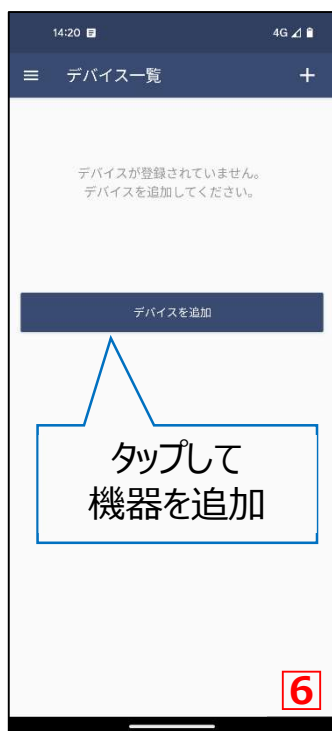 14:20 4G
デバイス一覧
デバイスが登録されていません。
デバイスを追加してください。
デバイスを追加
タップして
機器を追加
6